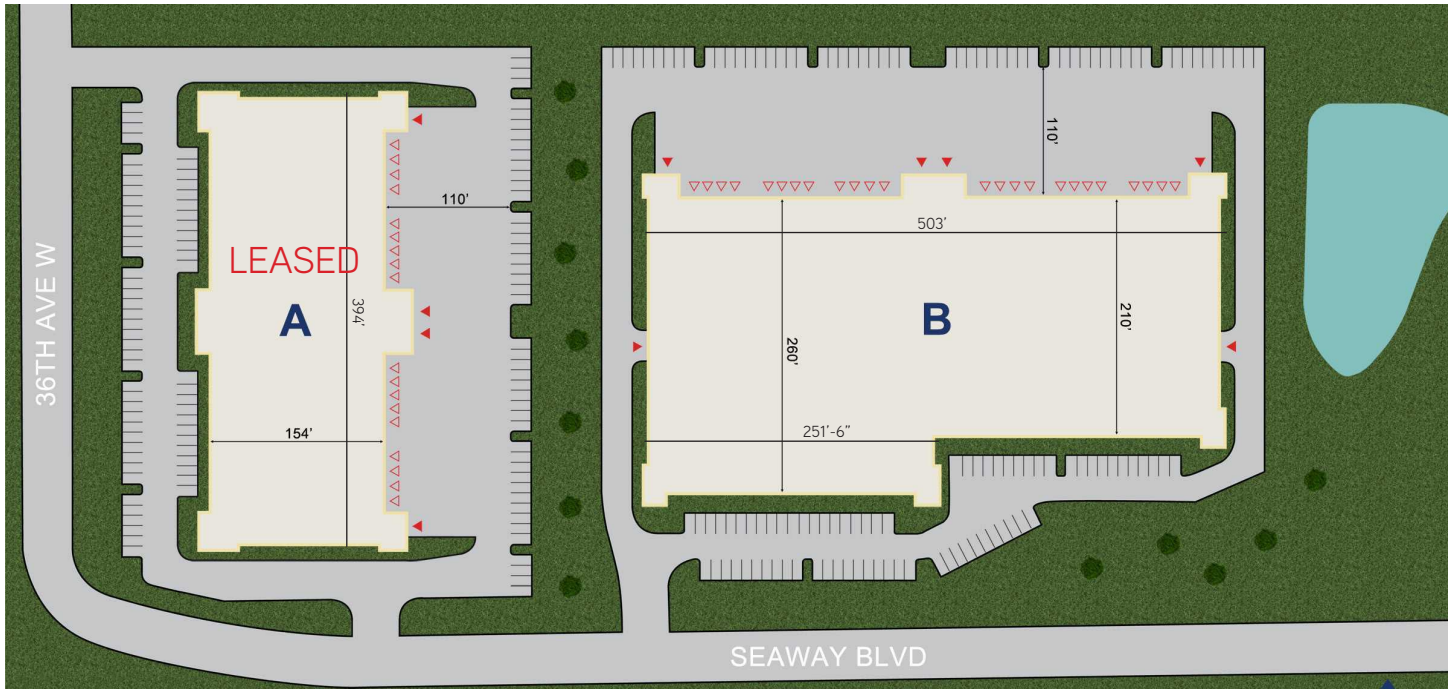 36TH AVE W
LEASED
A
394'
154'
110'
110'
503'
B
260'
210'
251'-6"
SEAWAY BLVD